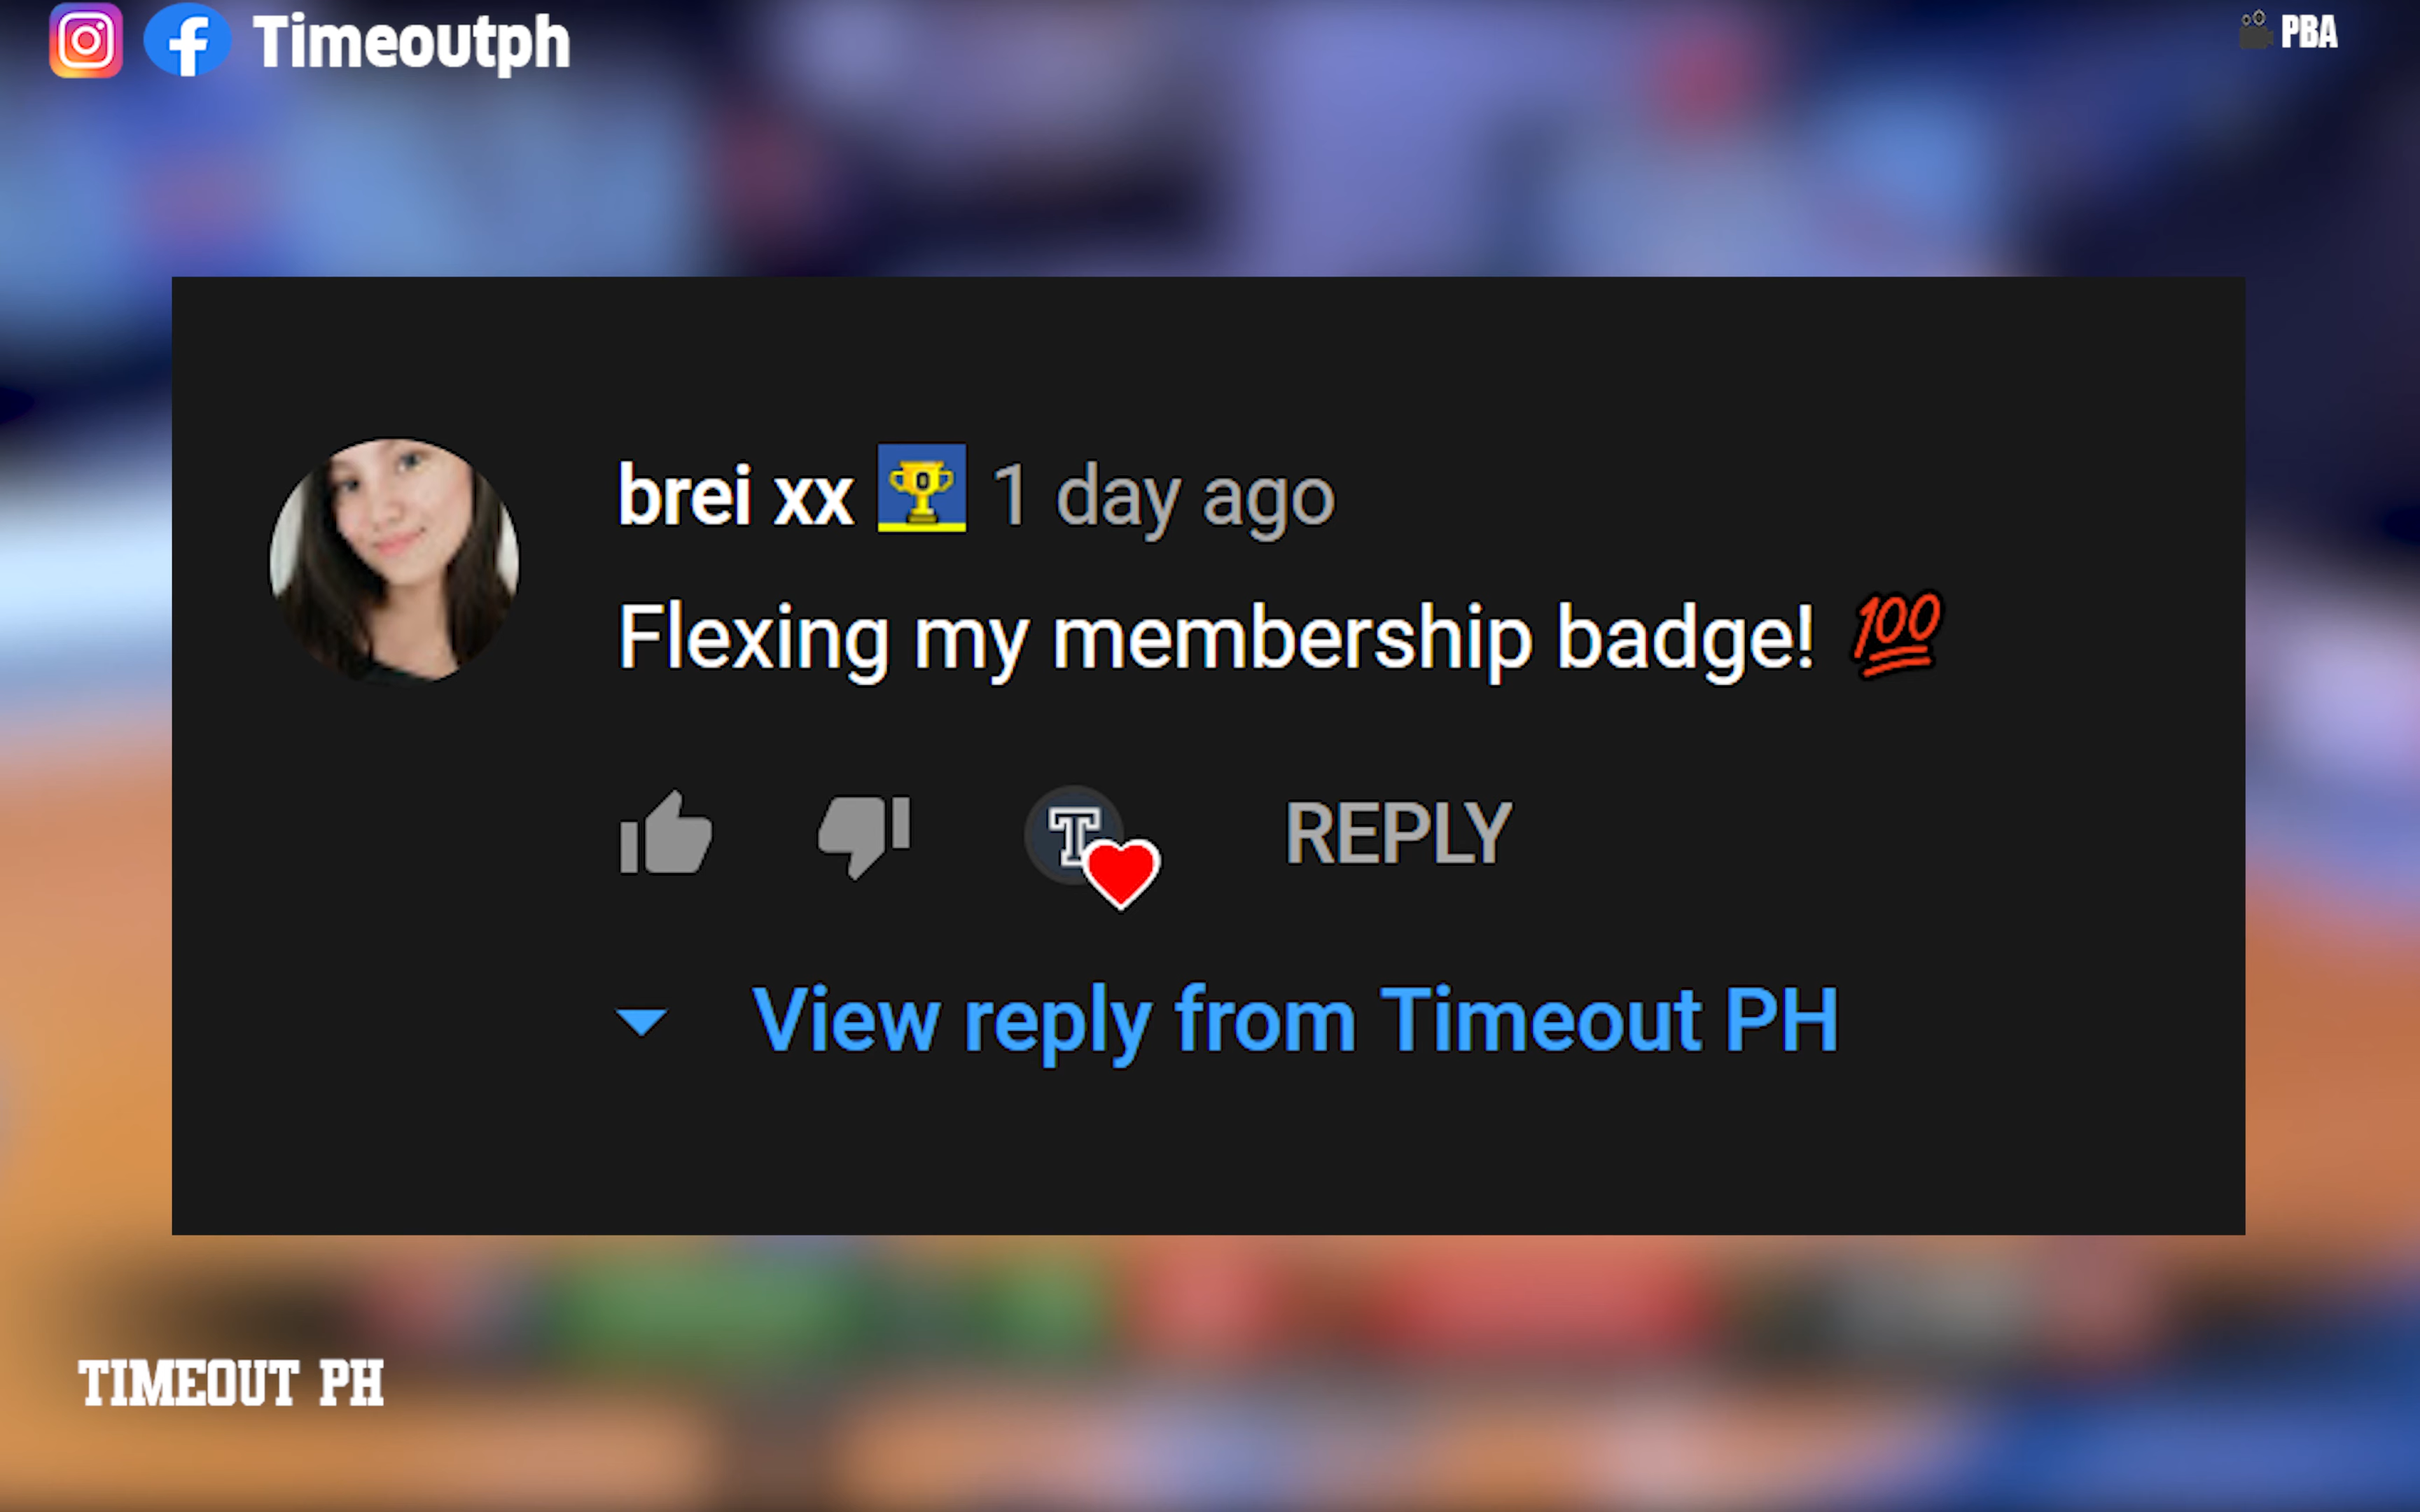 Timeoutph
PBA
brei xx 1 day ago
Flexing my membership badge! 💯
REPLY
View reply from Timeout PH
TIMEOUT PH